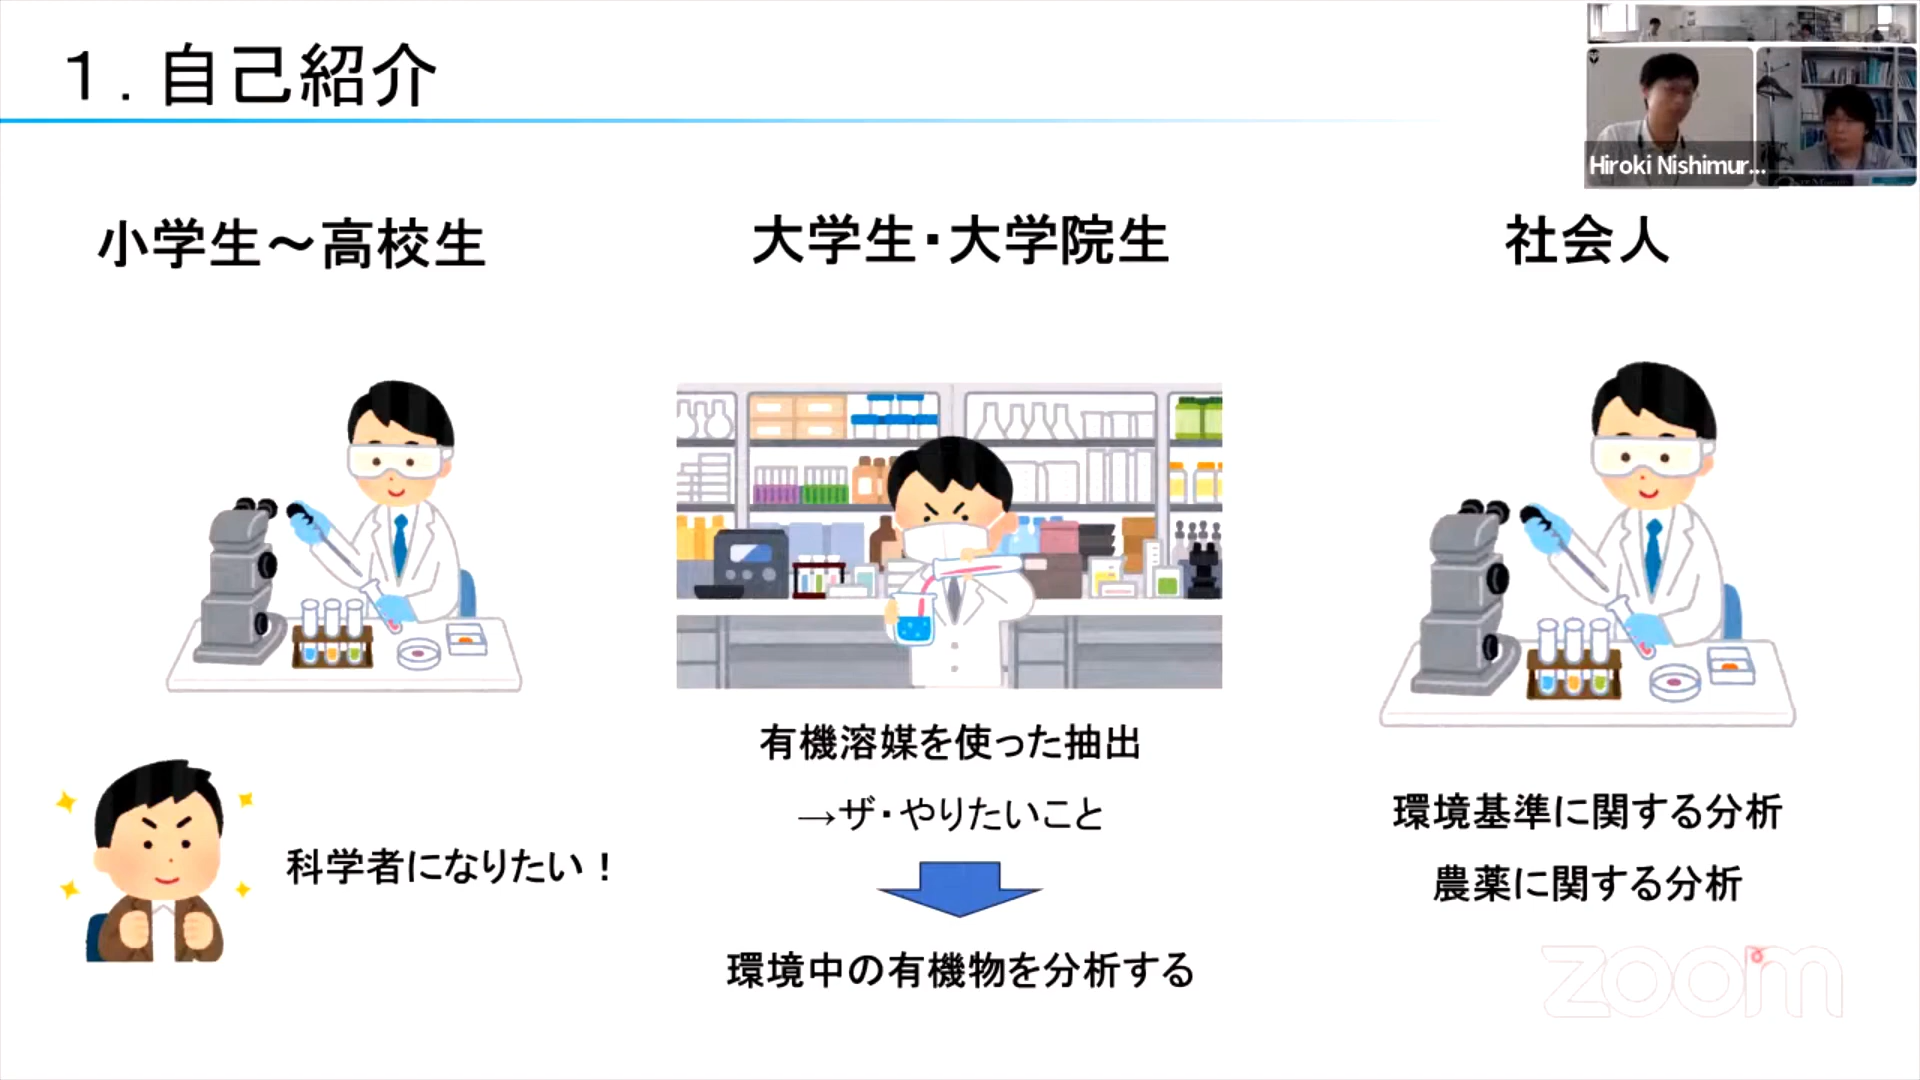 １．自己紹介
Hiroki Nishimur...
小学生～高校生
大学生・大学院生
社会人
有機溶媒を使った抽出
→ザ・やりたいこと
科学者になりたい！
環境中の有機物を分析する
環境基準に関する分析
農薬に関する分析
zoom